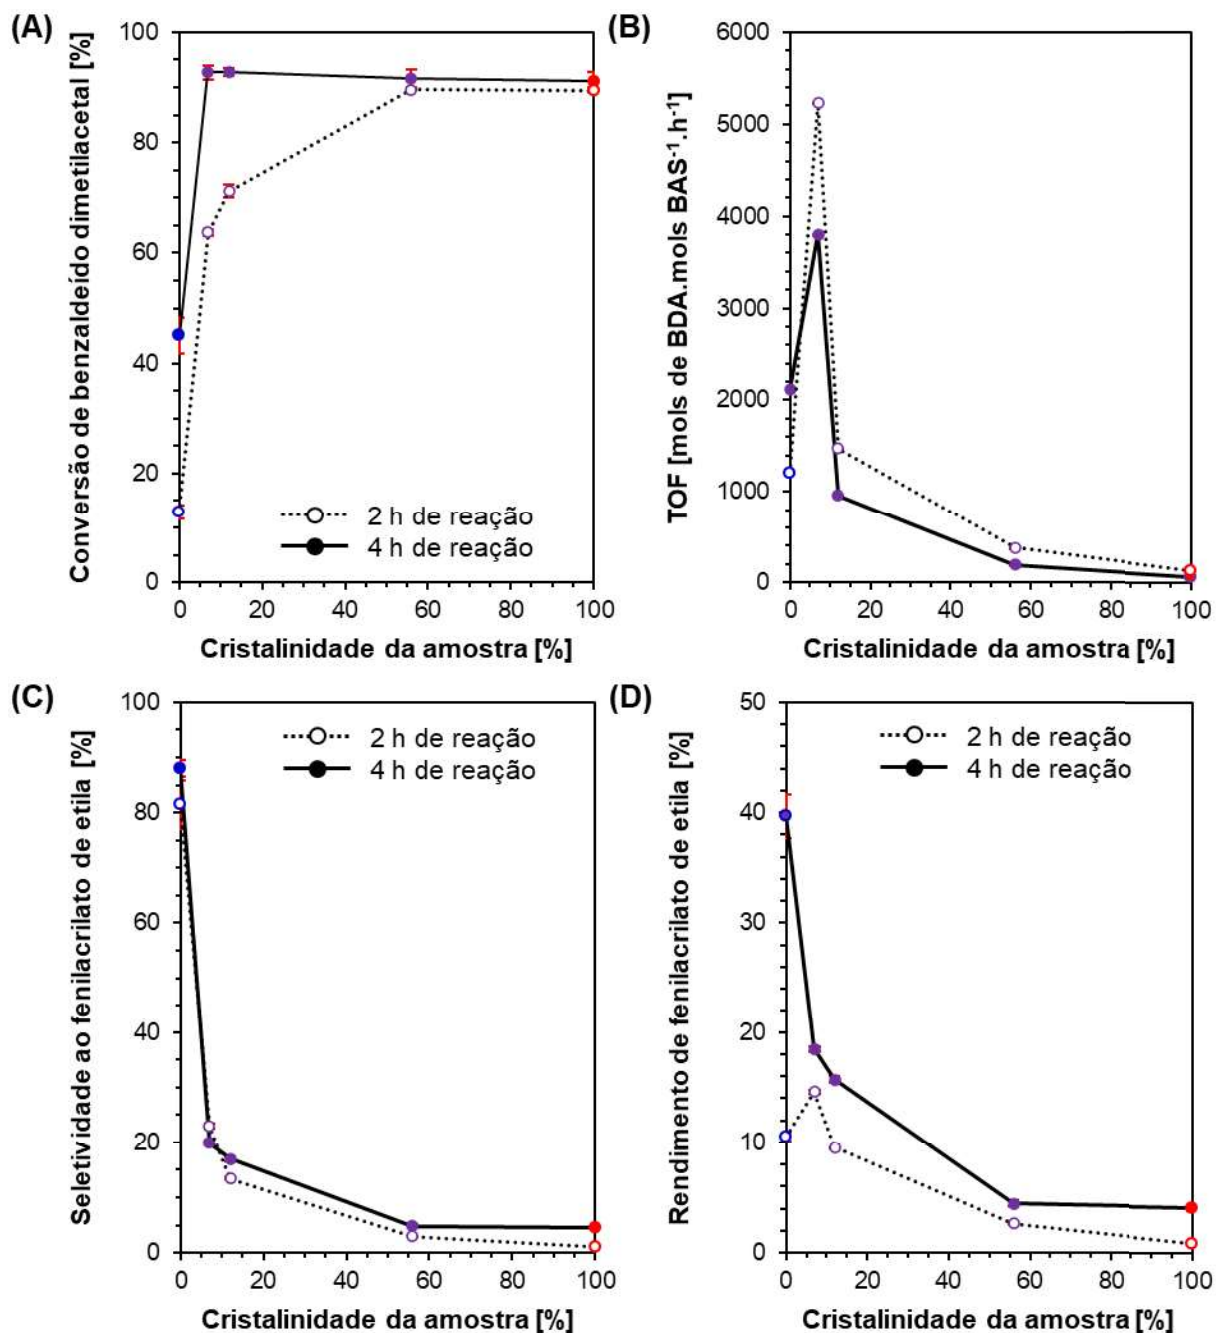 (A)
Conversão de benzaldeído dimetilacetal [%]
100
80
60
40
20
0
2 h de reação
4 h de reação
0 20 40 60 80 100
Cristalinidade da amostra [%]
(B)
TOF [mols de BDA.mols BAS⁻¹.h⁻¹]
6000
5000
4000
3000
2000
1000
0
0 20 40 60 80 100
Cristalinidade da amostra [%]
(C)
Seletividade ao fenilacrilato de etila [%]
100
80
60
40
20
0
2 h de reação
4 h de reação
0 20 40 60 80 100
Cristalinidade da amostra [%]
(D)
Rendimento de fenilacrilato de etila [%]
50
40
30
20
10
0
2 h de reação
4 h de reação
0 20 40 60 80 100
Cristalinidade da amostra [%]